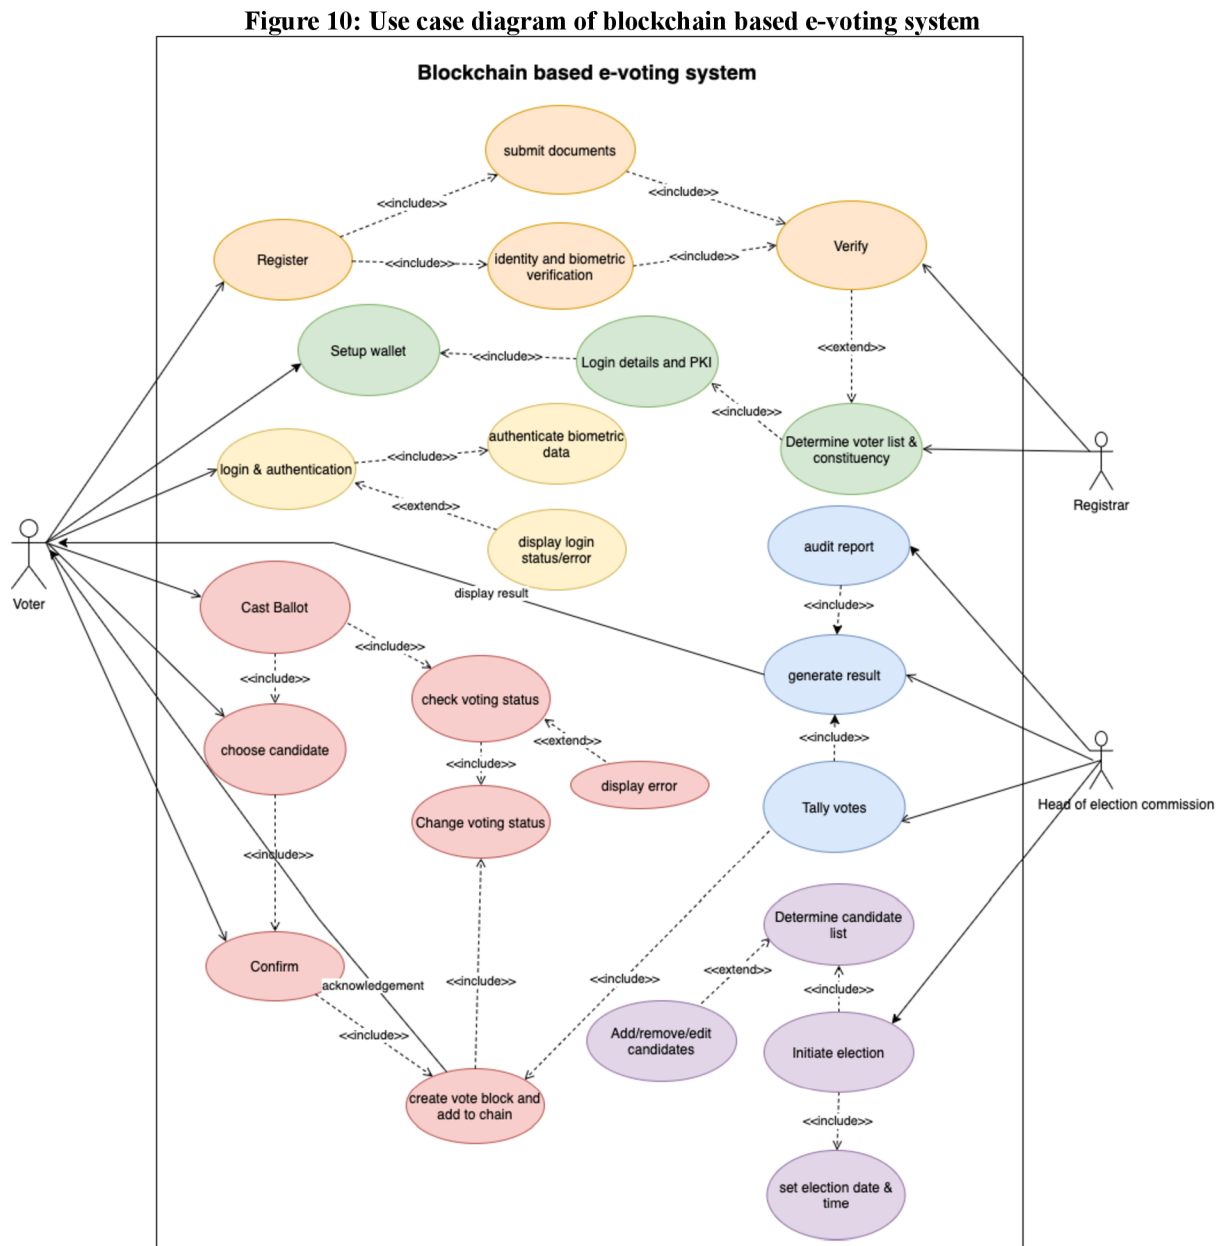 Figure 10: Use case diagram of blockchain based e-voting system
Blockchain based e-voting system
submit documents
<<include>>
<<include>>
Register
<<include>>
identity and biometric
verification
<<include>>
Verify
Setup wallet
<<include>>
Login details and PKI
<<extend>>
<<include>>
Determine voter list &
constituency
login & authentication
<<include>>
authenticate biometric
data
<<extend>>
display login
status/error
Registrar
audit report
Voter
display result
<<include>>
Cast Ballot
<<include>>
<<include>>
generate result
choose candidate
check voting status
<<extend>>
<<include>>
<<include>>
display error
Tally votes
Head of election commission
Change voting status
<<include>>
Determine candidate
list
Confirm
acknowledgement
<<include>>
<<include>>
<<extend>>
<<include>>
<<include>>
Add/remove/edit
candidates
Initiate election
create vote block and
add to chain
<<include>>
set election date &
time